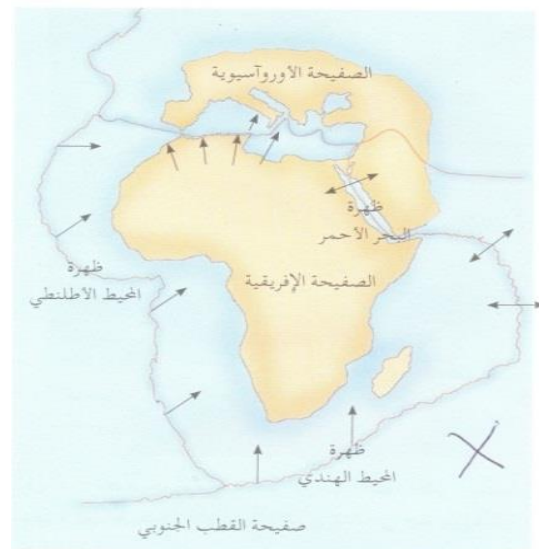 الصفيحة الأوروآسيوية
ظهرة
البحر الأحمر
ظهرة
المحيط الأطلنطي
الصفيحة الإفريقية
ظهرة
المحيط الهندي
صفيحة القطب الجنوبي